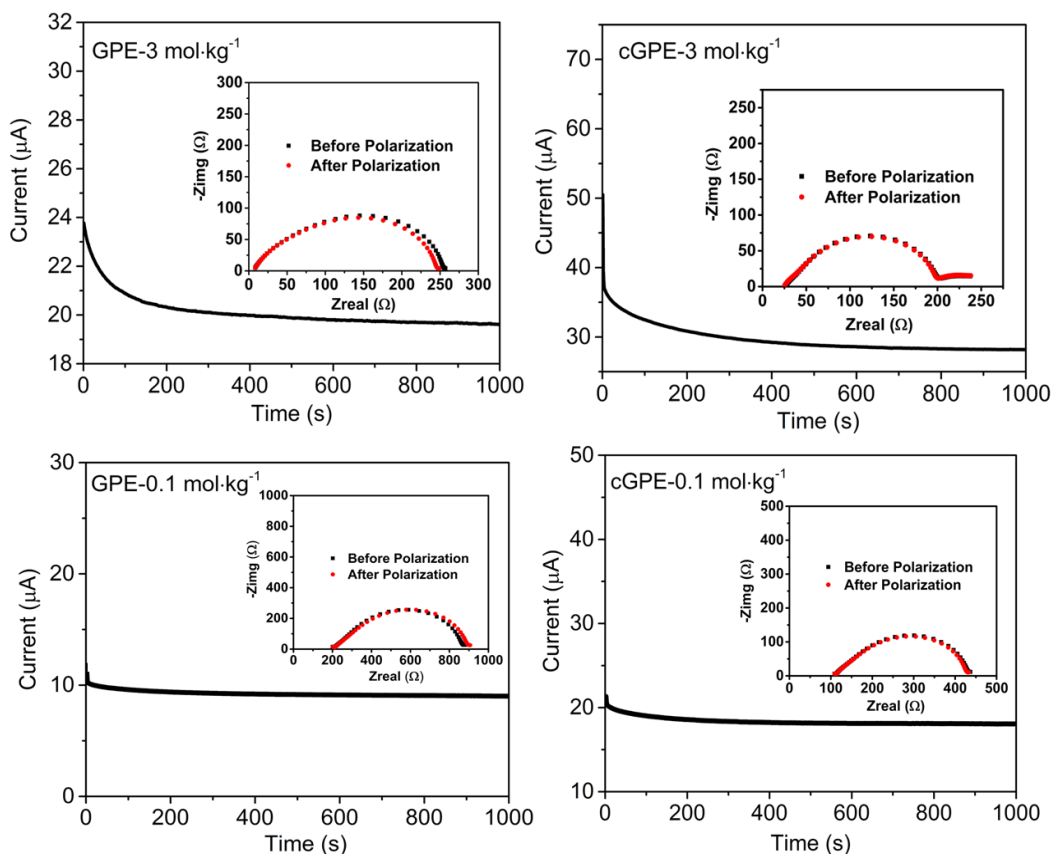 GPE-3 mol·kg⁻¹
Current (μA)
32
30
28
26
24
22
20
18
0 200 400 600 800 1000
Time (s)
-Zimg (Ω)
300
250
200
150
100
50
0
Before Polarization
After Polarization
0 50 100 150 200 250 300
Zreal (Ω)
cGPE-3 mol·kg⁻¹
Current (μA)
70
60
50
40
30
0 200 400 600 800 1000
Time (s)
-Zimg (Ω)
250
200
150
100
50
0
Before Polarization
After Polarization
0 50 100 150 200 250
Zreal (Ω)
GPE-0.1 mol·kg⁻¹
Current (μA)
30
20
10
0
0 200 400 600 800 1000
Time (s)
-Zimg (Ω)
1000
800
600
400
200
0
Before Polarization
After Polarization
0 200 400 600 800 1000
Zreal (Ω)
cGPE-0.1 mol·kg⁻¹
Current (μA)
50
40
30
20
10
0 200 400 600 800 1000
Time (s)
-Zimg (Ω)
500
400
300
200
100
0
Before Polarization
After Polarization
0 100 200 300 400 500
Zreal (Ω)